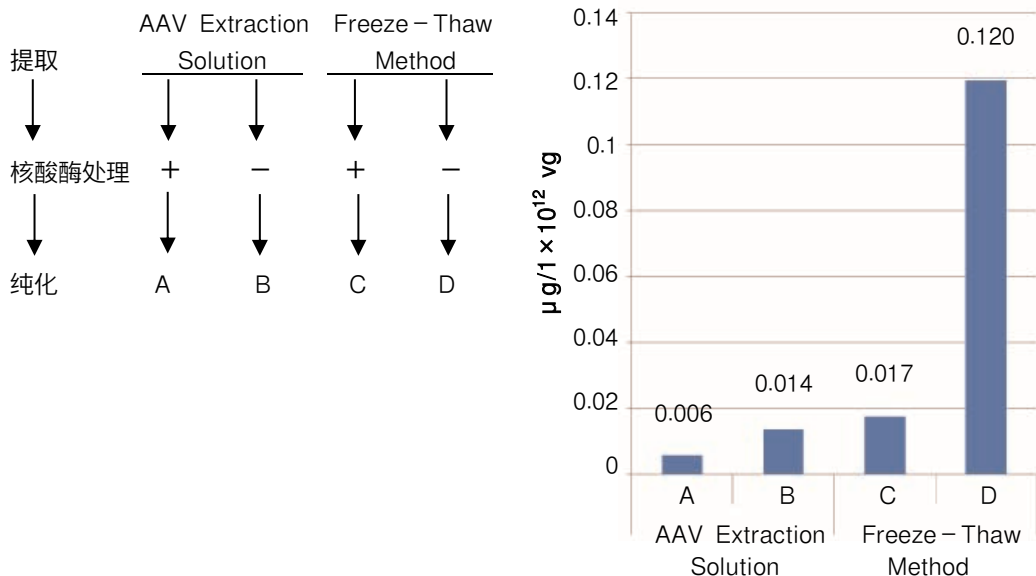 AAV Extraction Solution
Freeze-Thaw Method
提取
核酸酶处理 + － + －
纯化 A B C D
μg/1×10¹² vg
0.14
0.12
0.1
0.08
0.06
0.04
0.02
0
0.006
0.014
0.017
0.120
A B C D
AAV Extraction Solution
Freeze-Thaw Method